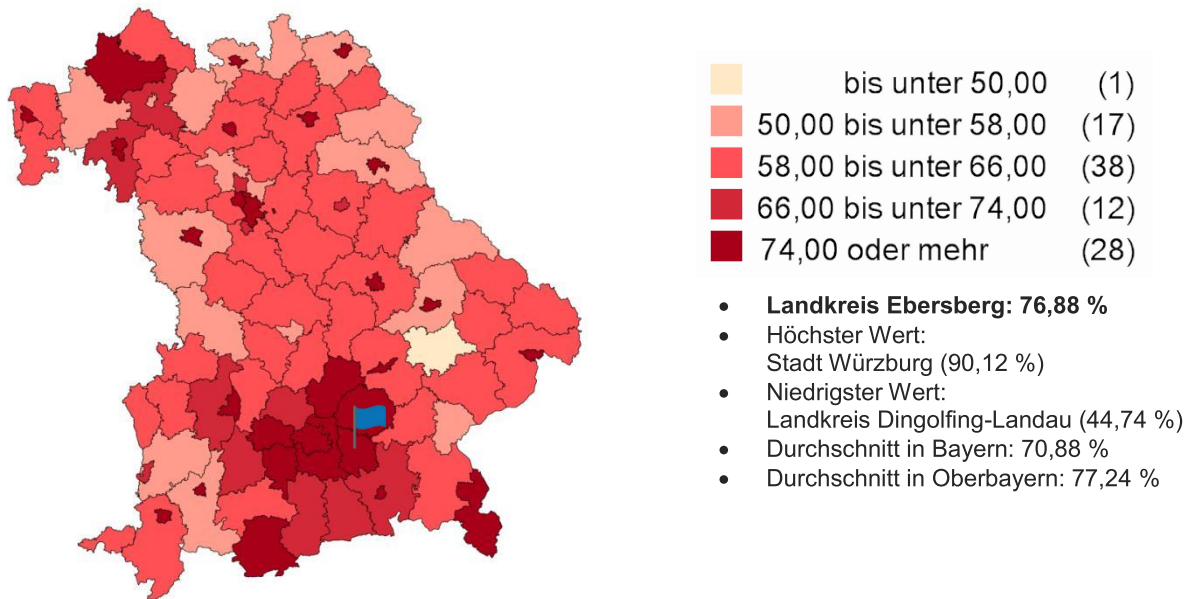 bis unter 50,00 (1)
50,00 bis unter 58,00 (17)
58,00 bis unter 66,00 (38)
66,00 bis unter 74,00 (12)
74,00 oder mehr (28)
• Landkreis Ebersberg: 76,88 %
• Höchster Wert:
Stadt Würzburg (90,12 %)
• Niedrigster Wert:
Landkreis Dingolfing-Landau (44,74 %)
• Durchschnitt in Bayern: 70,88 %
• Durchschnitt in Oberbayern: 77,24 %